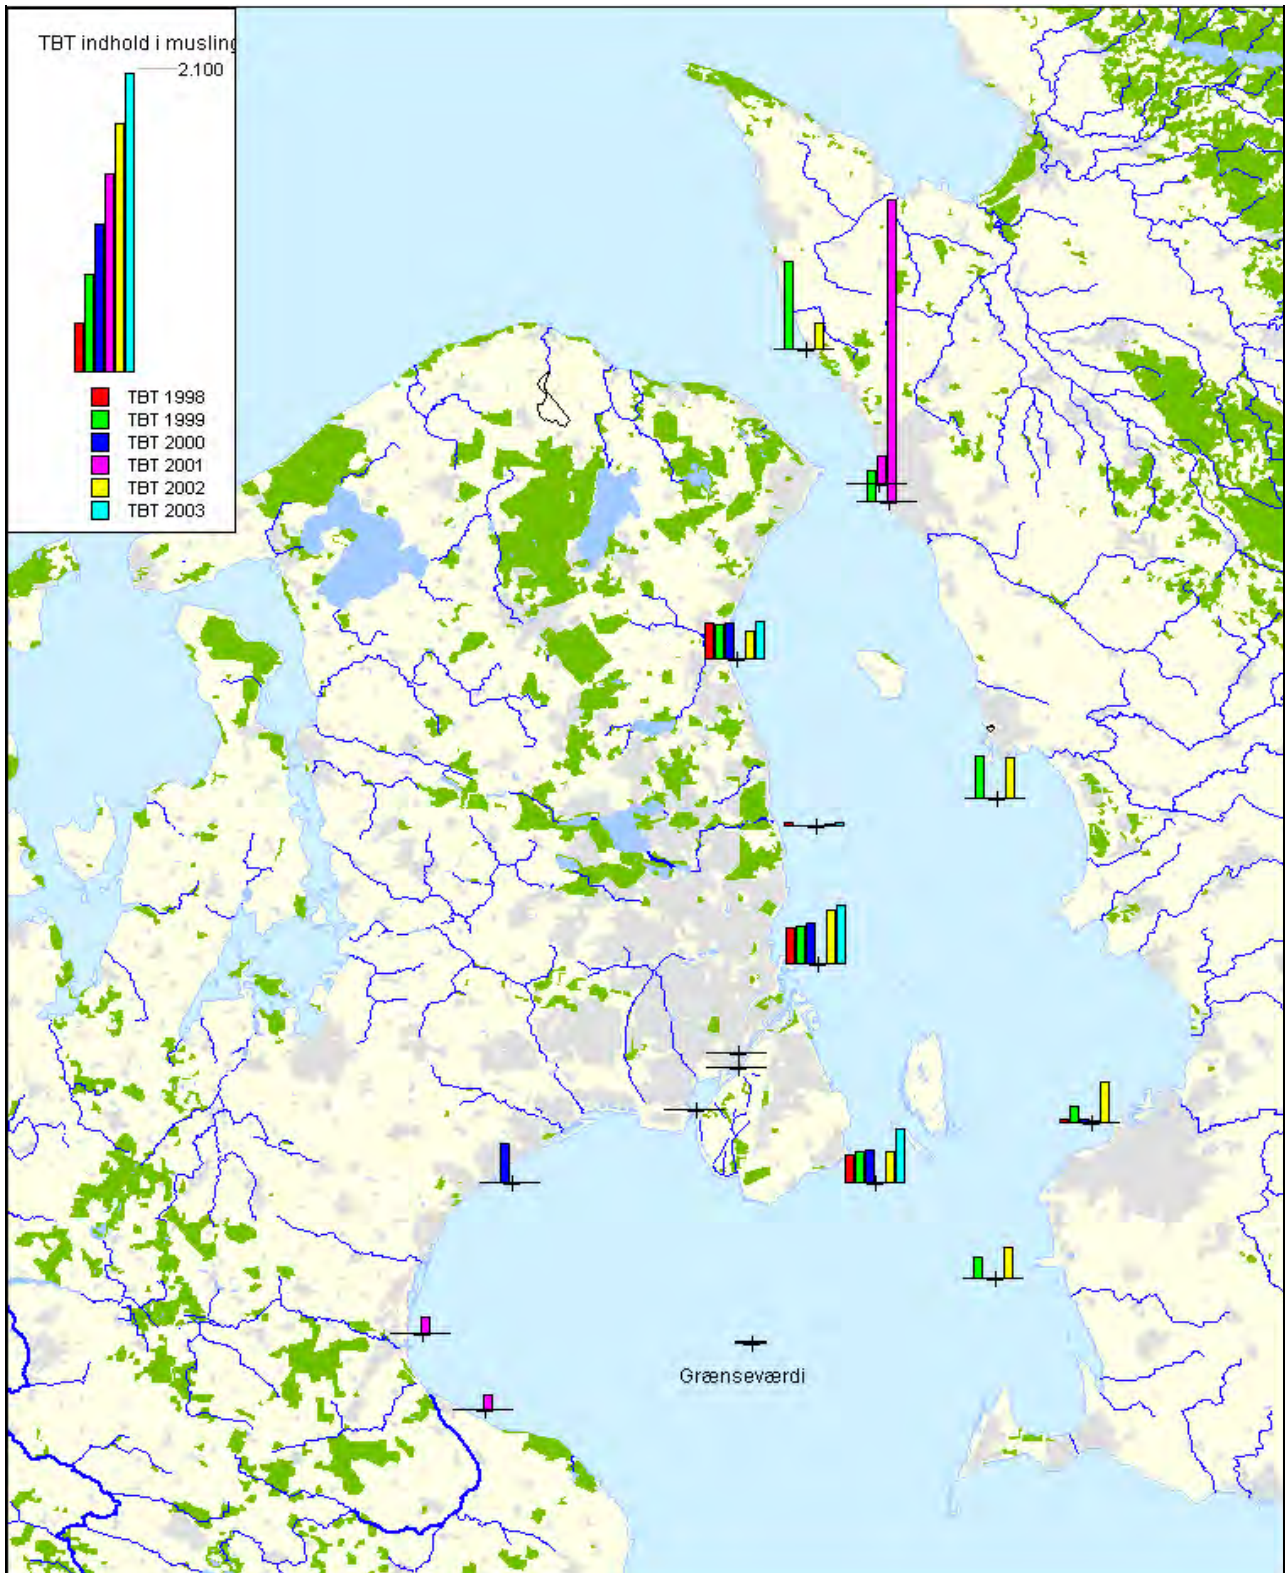 TBT indhold i musling
2.100
TBT 1998
TBT 1999
TBT 2000
TBT 2001
TBT 2002
TBT 2003
Grænseværdi